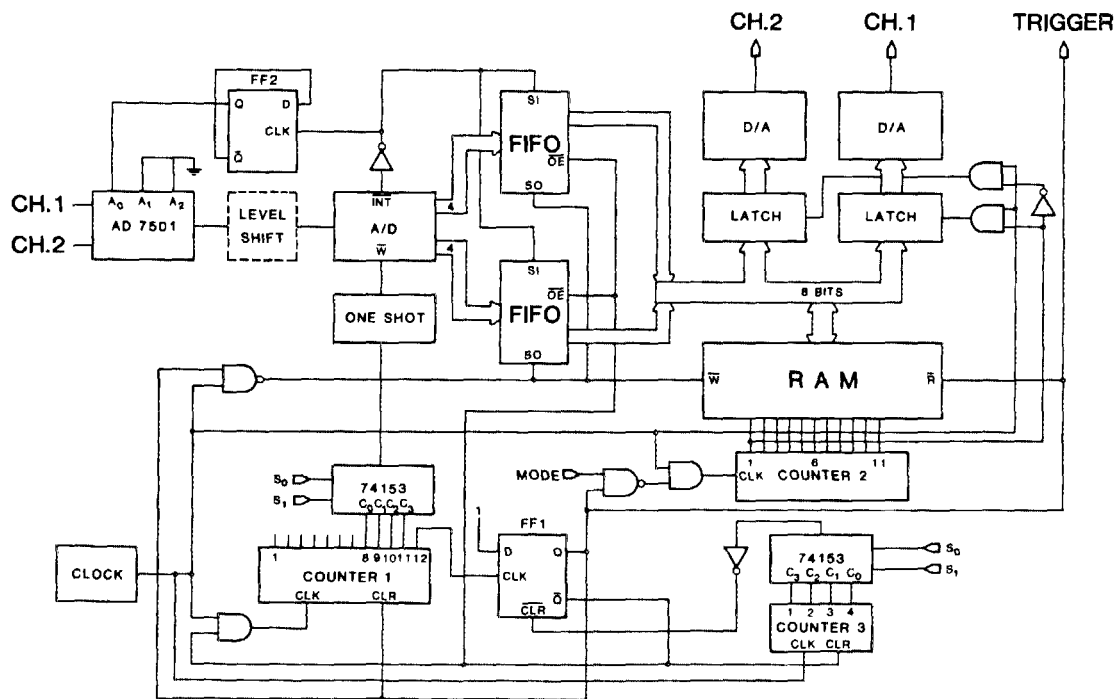 CH.2 CH.1 TRIGGER
FF2
Q D
CLK
Q̅
SI
FIFO
O̅E̅
SO
D/A D/A
A₀ A₁ A₂
AD 7501
CH.1
CH.2
LEVEL
SHIFT
I̅N̅T̅
A/D
W̅
4
4
LATCH LATCH
SI
O̅E̅
FIFO
SO
8 BITS
ONE SHOT
W̅ RAM R̅
1 6 11
CLK COUNTER 2
MODE
S₀
S₁
74153
C₀ C₁ C₂ C₃
1 8 9 10 11 12
COUNTER 1
CLK CLR
CLOCK
1
FF1
D Q
CLK
C̅L̅R̅ Q̅
74153
C₃ C₂ C₁ C₀
S₀
S₁
1 2 3 4
COUNTER 3
CLK CLR